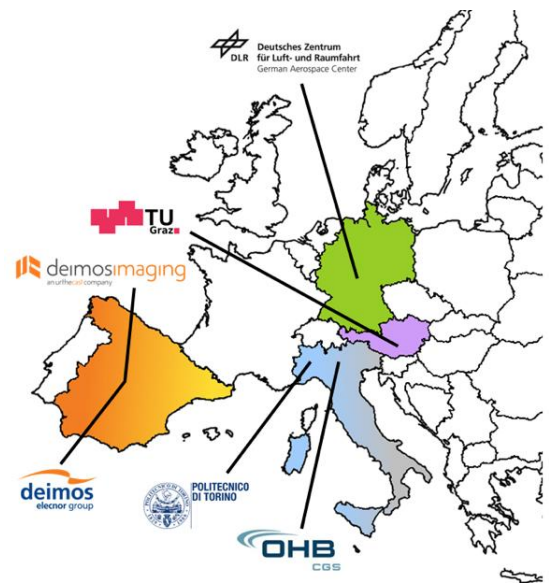 DLR
Deutsches Zentrum
für Luft- und Raumfahrt
German Aerospace Center
TU
Graz
deimosimaging
an urthecast company
deimos
elecnor group
POLITECNICO
DI TORINO
OHB
CGS